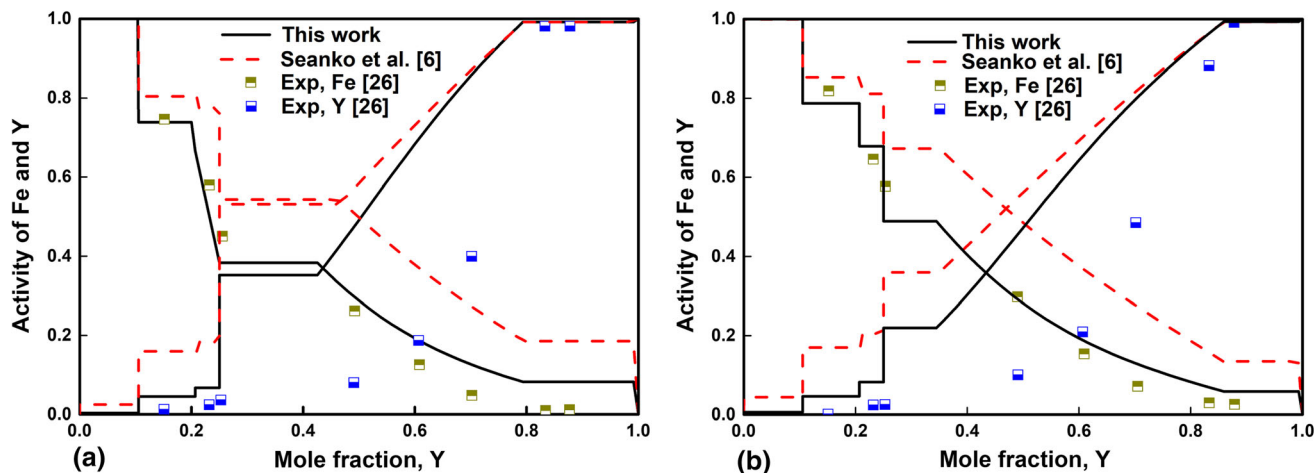 1.0
0.8
0.6
0.4
0.2
0.0
0.0 0.2 0.4 0.6 0.8 1.0
Activity of Fe and Y
Mole fraction, Y
This work
Seanko et al. [6]
Exp, Fe [26]
Exp, Y [26]
(a)
1.0
0.8
0.6
0.4
0.2
0.0
0.0 0.2 0.4 0.6 0.8 1.0
Activity of Fe and Y
Mole fraction, Y
This work
Seanko et al. [6]
Exp, Fe [26]
Exp, Y [26]
(b)